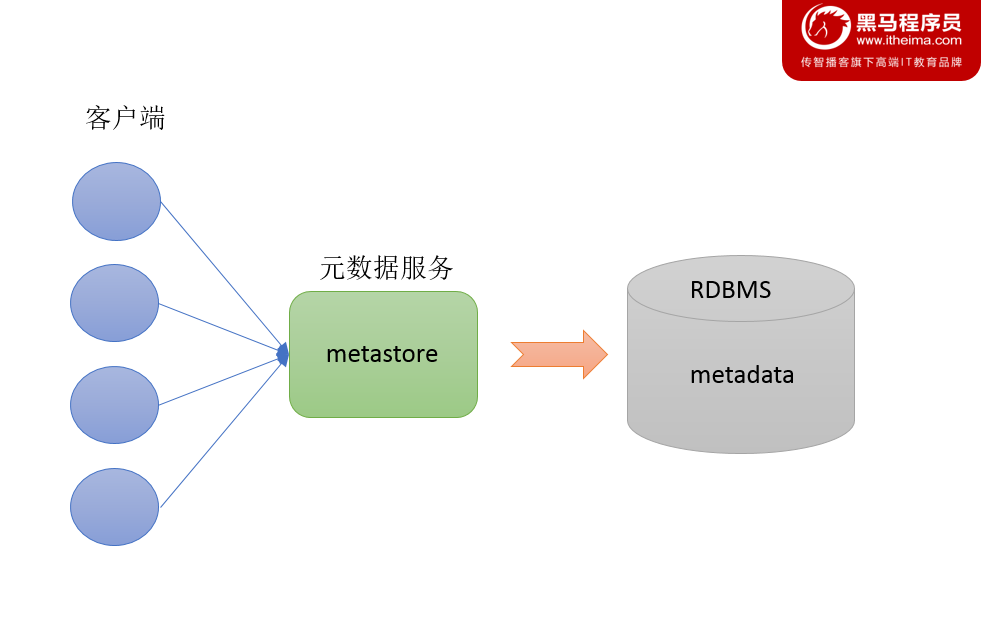 黑马程序员
www.itheima.com
传智播客旗下高端IT教育品牌
客户端
元数据服务
metastore
RDBMS
metadata